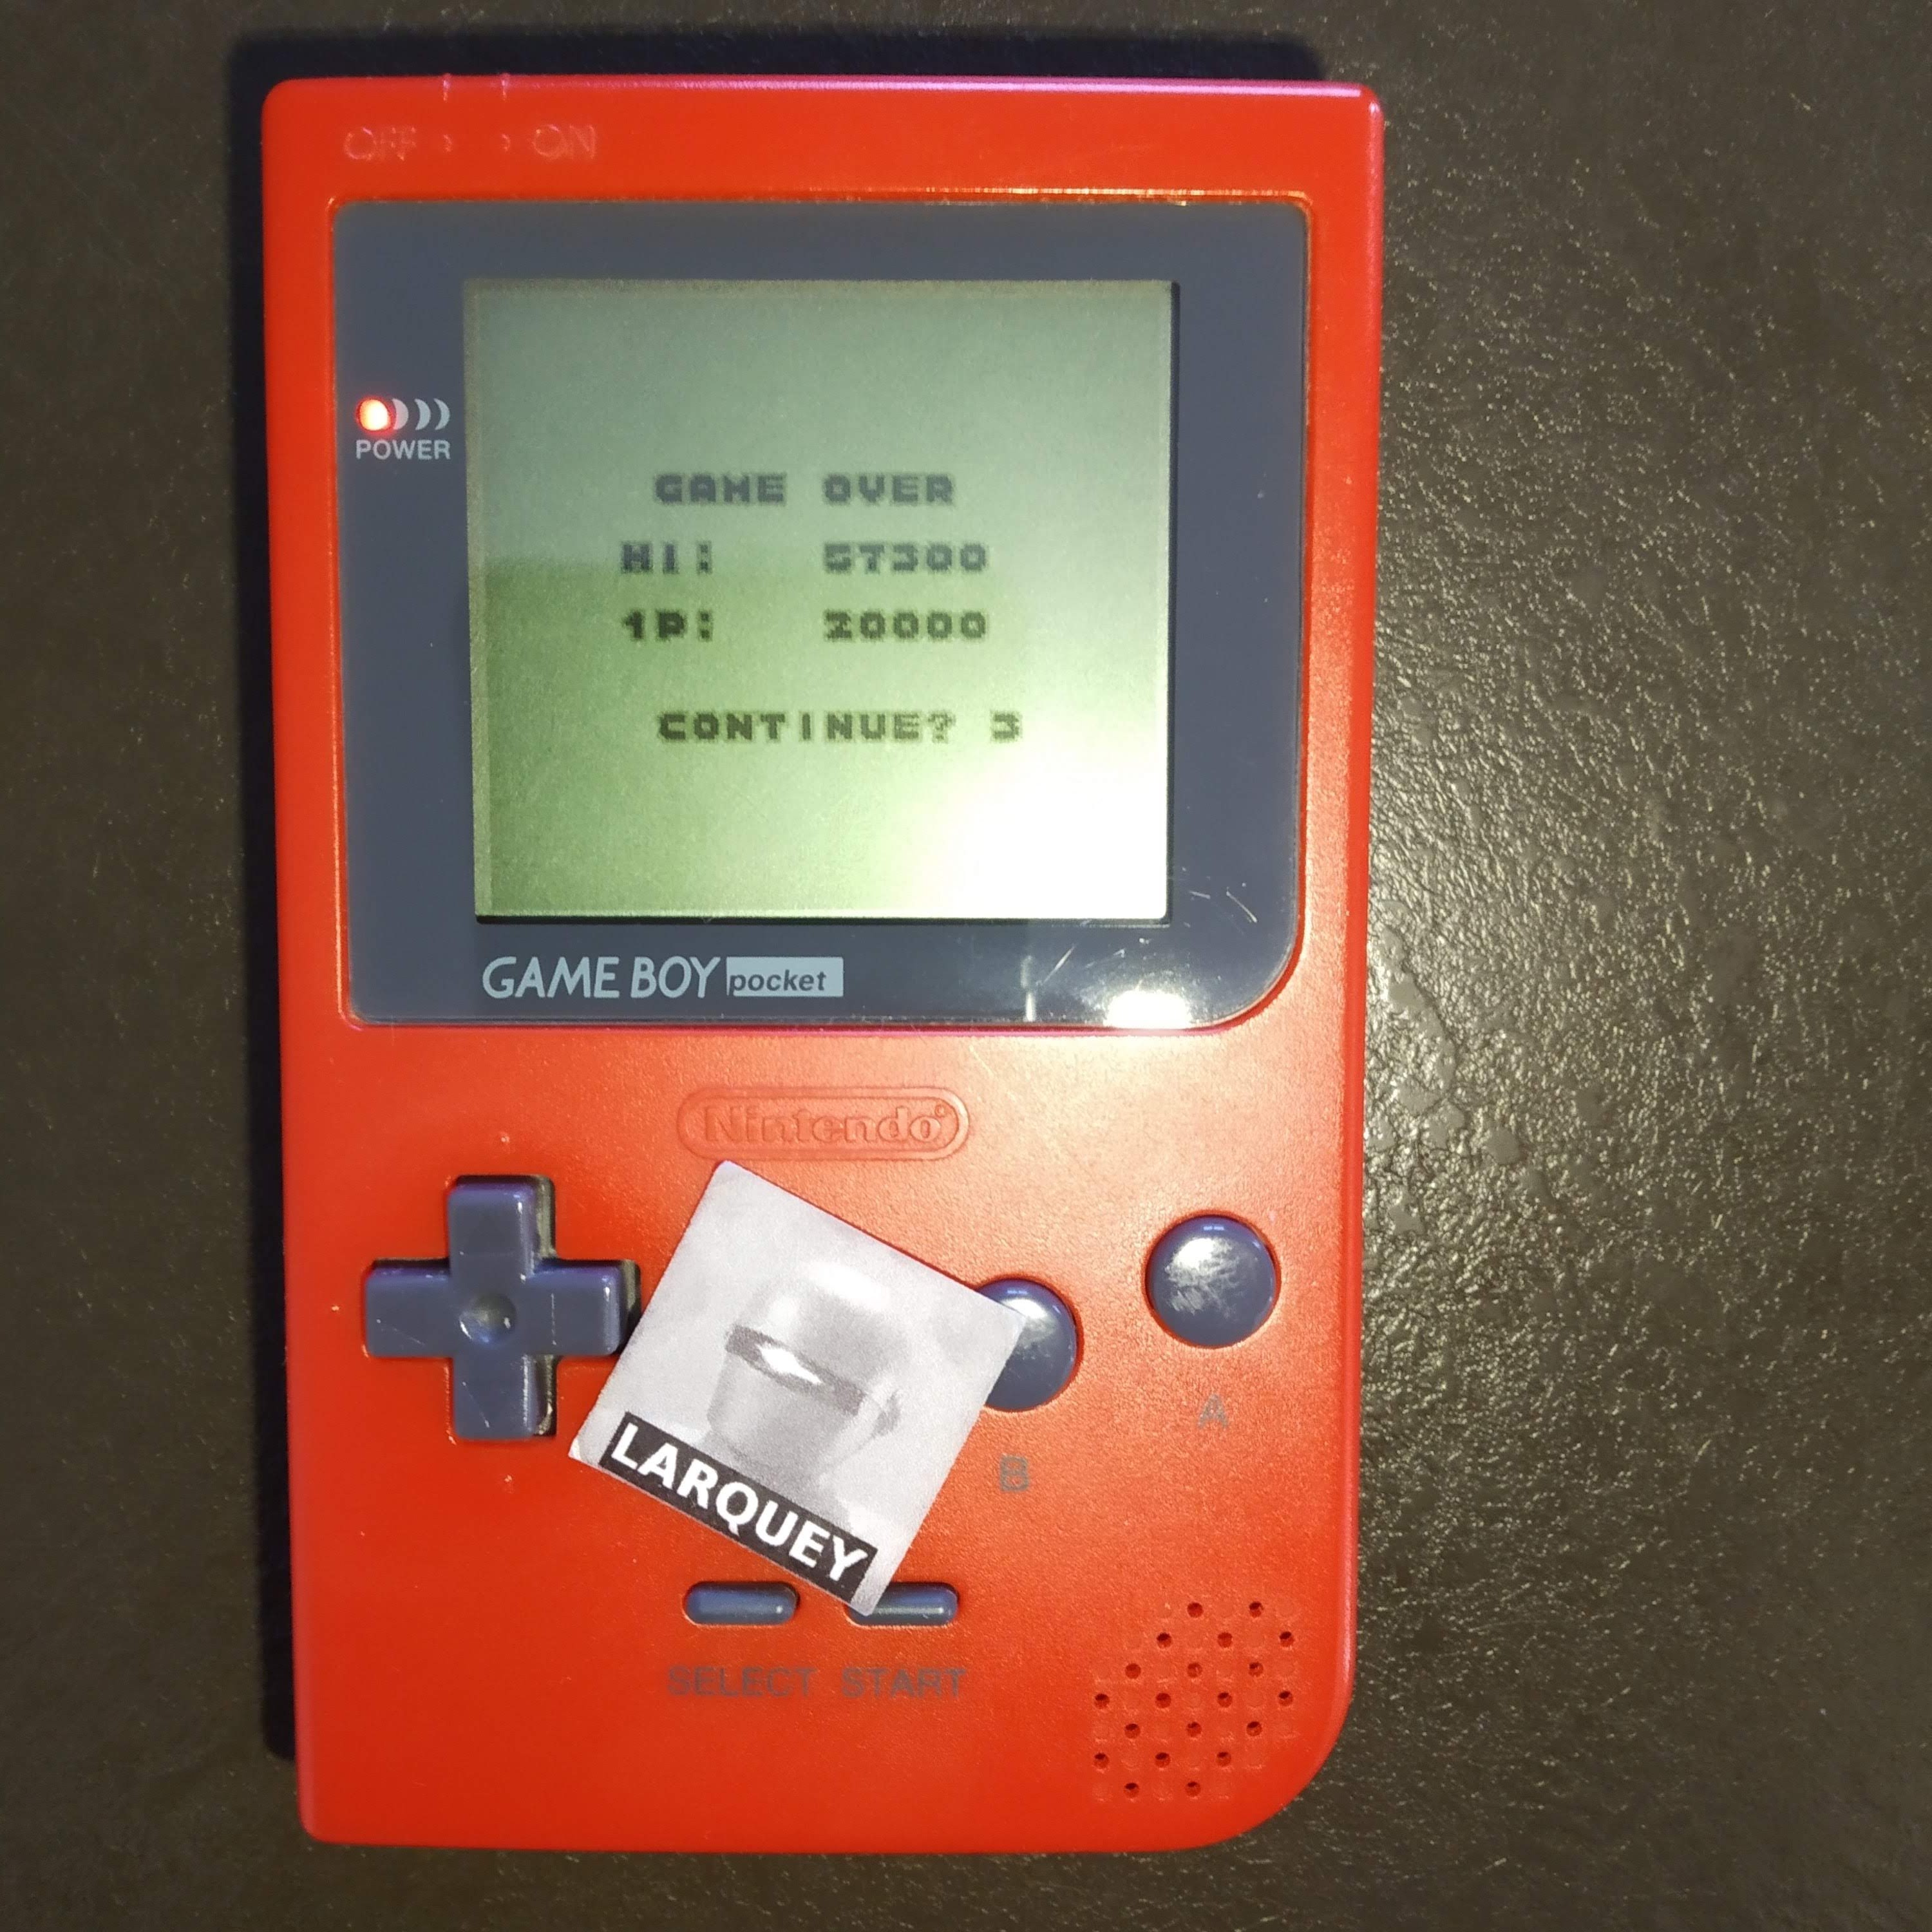 OFF ON
POWER
GAME OVER
HI: 57300
1P: 20000
CONTINUE? 3
GAME BOY pocket
Nintendo®
A
B
LARQUEY
SELECT START